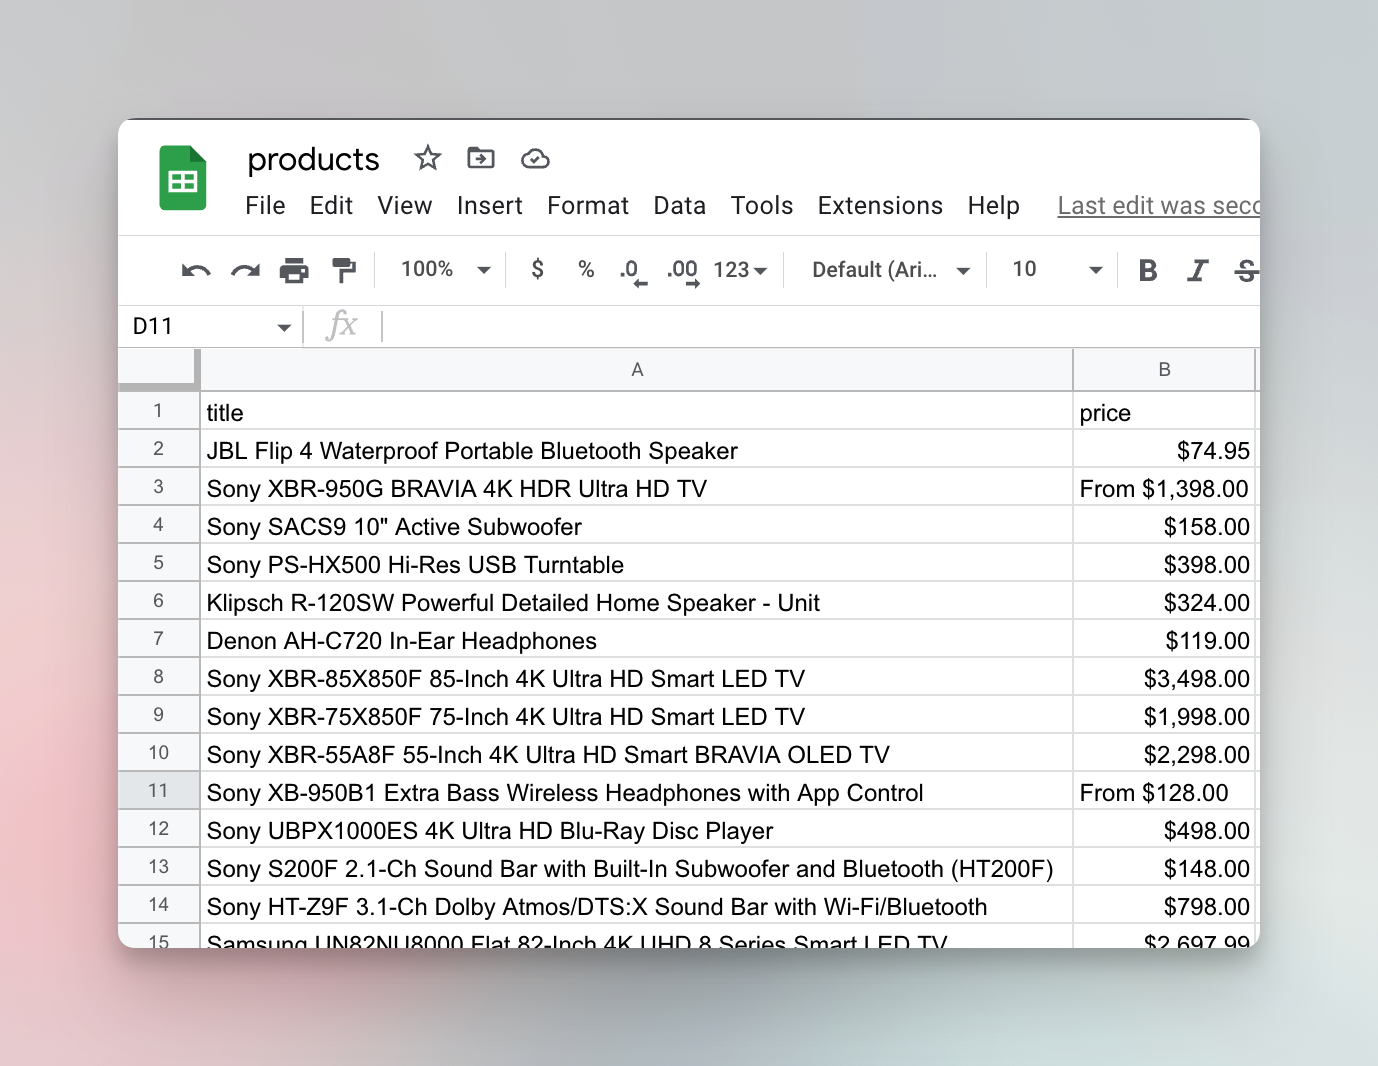 products
File Edit View Insert Format Data Tools Extensions Help Last edit was seco
100% $ % .0 .00 123 Default (Ari... 10 B I S
D11 fx
A B
1 title price
2 JBL Flip 4 Waterproof Portable Bluetooth Speaker $74.95
3 Sony XBR-950G BRAVIA 4K HDR Ultra HD TV From $1,398.00
4 Sony SACS9 10" Active Subwoofer $158.00
5 Sony PS-HX500 Hi-Res USB Turntable $398.00
6 Klipsch R-120SW Powerful Detailed Home Speaker - Unit $324.00
7 Denon AH-C720 In-Ear Headphones $119.00
8 Sony XBR-85X850F 85-Inch 4K Ultra HD Smart LED TV $3,498.00
9 Sony XBR-75X850F 75-Inch 4K Ultra HD Smart LED TV $1,998.00
10 Sony XBR-55A8F 55-Inch 4K Ultra HD Smart BRAVIA OLED TV $2,298.00
11 Sony XB-950B1 Extra Bass Wireless Headphones with App Control From $128.00
12 Sony UBPX1000ES 4K Ultra HD Blu-Ray Disc Player $498.00
13 Sony S200F 2.1-Ch Sound Bar with Built-In Subwoofer and Bluetooth (HT200F) $148.00
14 Sony HT-Z9F 3.1-Ch Dolby Atmos/DTS:X Sound Bar with Wi-Fi/Bluetooth $798.00
15 Samsung UN82NU8000 Flat 82-Inch 4K UHD 8 Series Smart LED TV $2,697.99